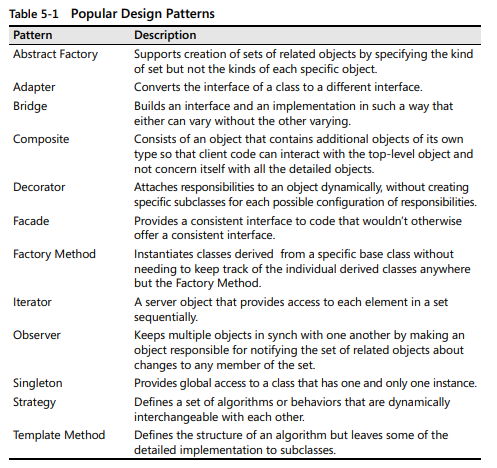 Table 5-1 Popular Design Patterns
Pattern Description
Abstract Factory Supports creation of sets of related objects by specifying the kind
of set but not the kinds of each specific object.
Adapter Converts the interface of a class to a different interface.
Bridge Builds an interface and an implementation in such a way that
either can vary without the other varying.
Composite Consists of an object that contains additional objects of its own
type so that client code can interact with the top-level object and
not concern itself with all the detailed objects.
Decorator Attaches responsibilities to an object dynamically, without creating
specific subclasses for each possible configuration of responsibilities.
Facade Provides a consistent interface to code that wouldn't otherwise
offer a consistent interface.
Factory Method Instantiates classes derived from a specific base class without
needing to keep track of the individual derived classes anywhere
but the Factory Method.
Iterator A server object that provides access to each element in a set
sequentially.
Observer Keeps multiple objects in synch with one another by making an
object responsible for notifying the set of related objects about
changes to any member of the set.
Singleton Provides global access to a class that has one and only one instance.
Strategy Defines a set of algorithms or behaviors that are dynamically
interchangeable with each other.
Template Method Defines the structure of an algorithm but leaves some of the
detailed implementation to subclasses.